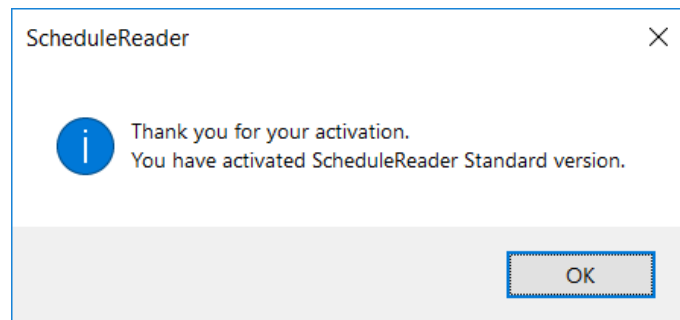 ScheduleReader
Thank you for your activation.
You have activated ScheduleReader Standard version.
OK